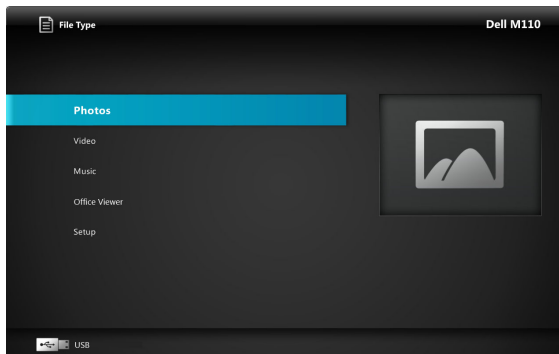 File Type
Dell M110
Photos
Video
Music
Office Viewer
Setup
USB